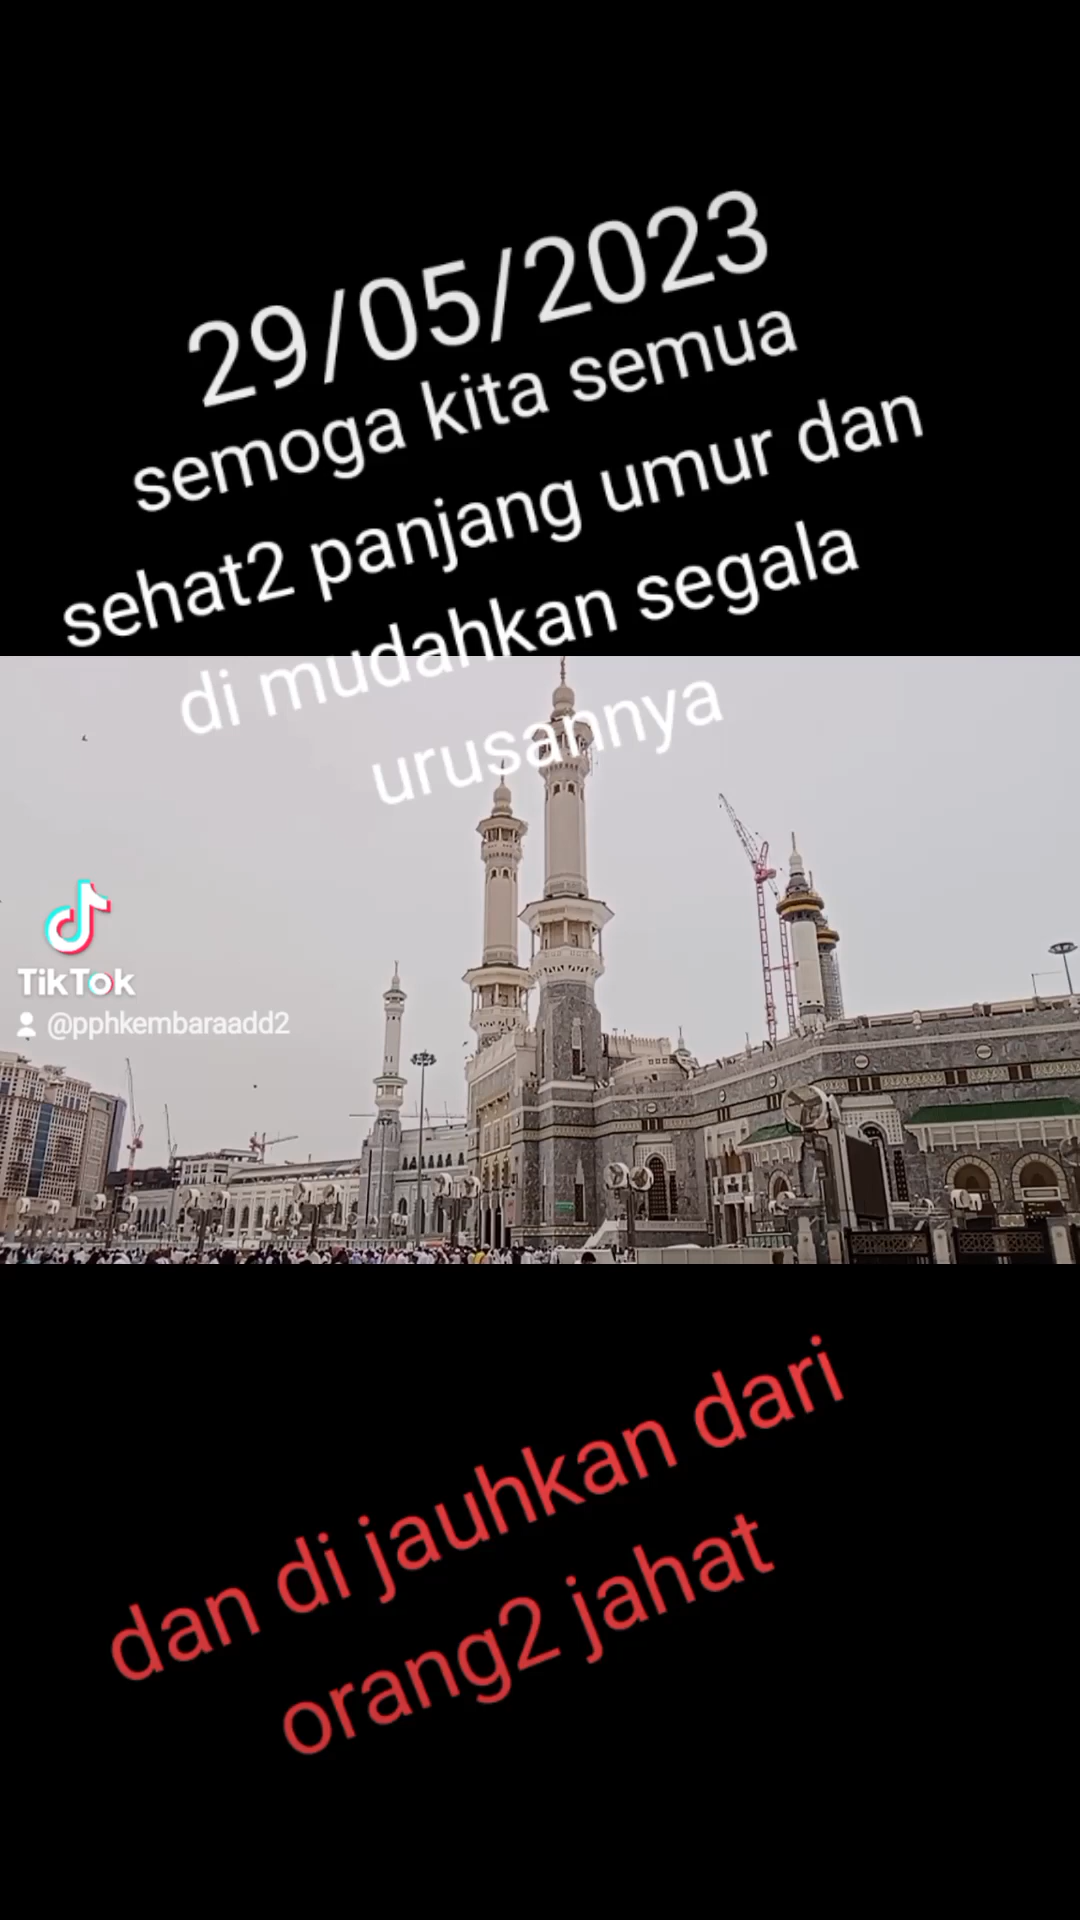 29/05/2023
semoga kita semua
sehat2 panjang umur dan
di mudahkan segala
urusannya
TikTok
@pphkembaraadd2
dan di jauhkan dari
orang2 jahat